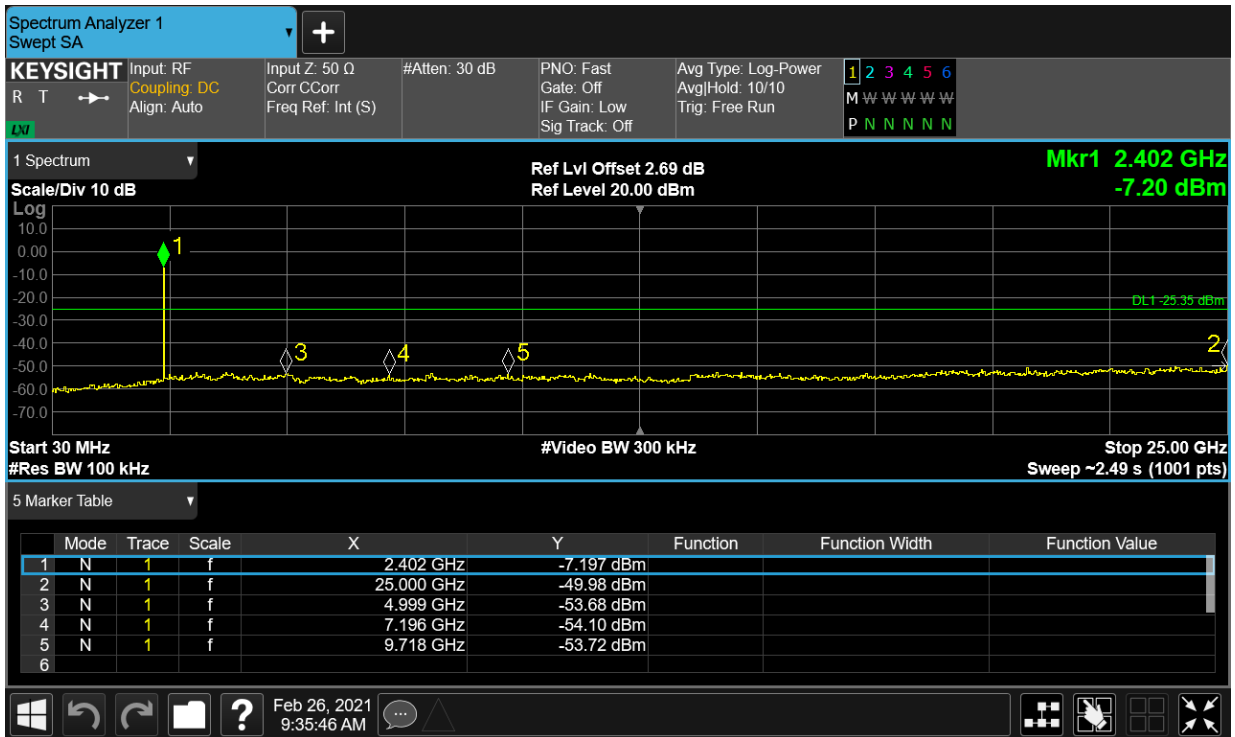 Spectrum Analyzer 1
Swept SA
KEYSIGHT
R T
LXI
Input: RF
Coupling: DC
Align: Auto
Input Z: 50 Ω
Corr CCorr
Freq Ref: Int (S)
#Atten: 30 dB
PNO: Fast
Gate: Off
IF Gain: Low
Sig Track: Off
Avg Type: Log-Power
Avg|Hold: 10/10
Trig: Free Run
1 2 3 4 5 6
M W W W W W
P N N N N N
1 Spectrum
Scale/Div 10 dB
Ref Lvl Offset 2.69 dB
Ref Level 20.00 dBm
Mkr1 2.402 GHz
-7.20 dBm
Log
10.0
0.00
-10.0
-20.0
-30.0
-40.0
-50.0
-60.0
-70.0
1
DL1 -25.35 dBm
3
4
5
2
Start 30 MHz
#Video BW 300 kHz
Stop 25.00 GHz
#Res BW 100 kHz
Sweep ~2.49 s (1001 pts)
5 Marker Table
Mode Trace Scale X Y Function Function Width Function Value
1 N 1 f 2.402 GHz -7.197 dBm
2 N 1 f 25.000 GHz -49.98 dBm
3 N 1 f 4.999 GHz -53.68 dBm
4 N 1 f 7.196 GHz -54.10 dBm
5 N 1 f 9.718 GHz -53.72 dBm
6
?
Feb 26, 2021
9:35:46 AM